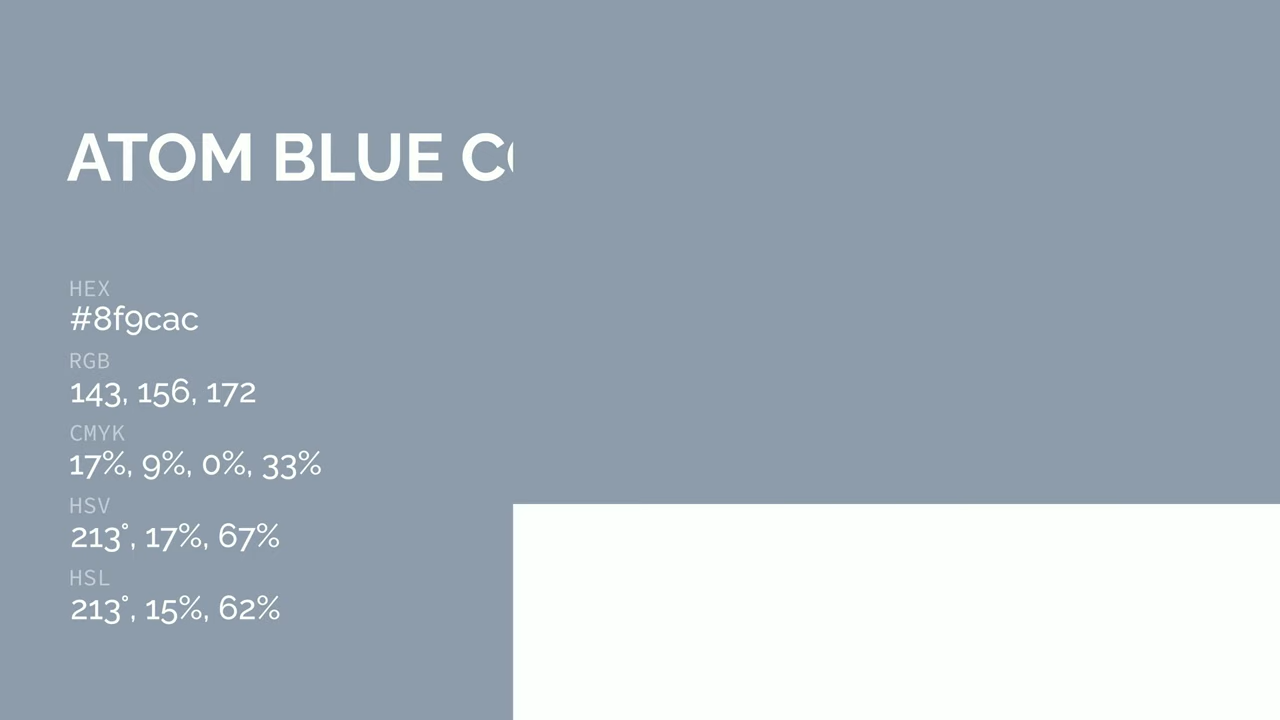 ATOM BLUE
HEX
#8f9cac
RGB
143, 156, 172
CMYK
17%, 9%, 0%, 33%
HSV
213°, 17%, 67%
HSL
213°, 15%, 62%